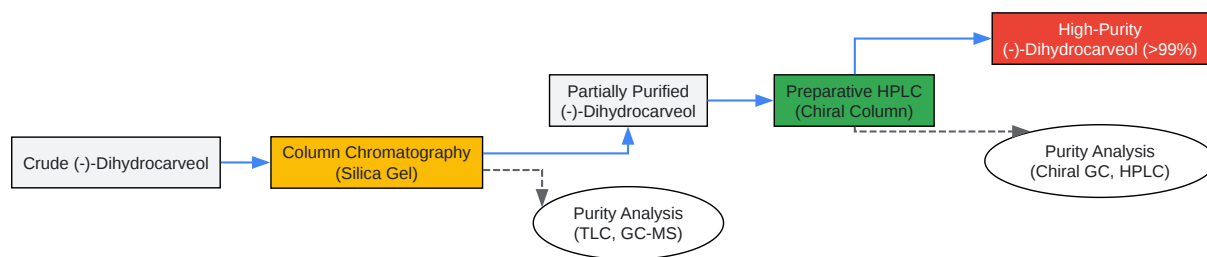 Crude (-)-Dihydrocarveol
Column Chromatography
(Silica Gel)
Purity Analysis
(TLC, GC-MS)
Partially Purified
(-)-Dihydrocarveol
Preparative HPLC
(Chiral Column)
High-Purity
(-)-Dihydrocarveol (>99%)
Purity Analysis
(Chiral GC, HPLC)